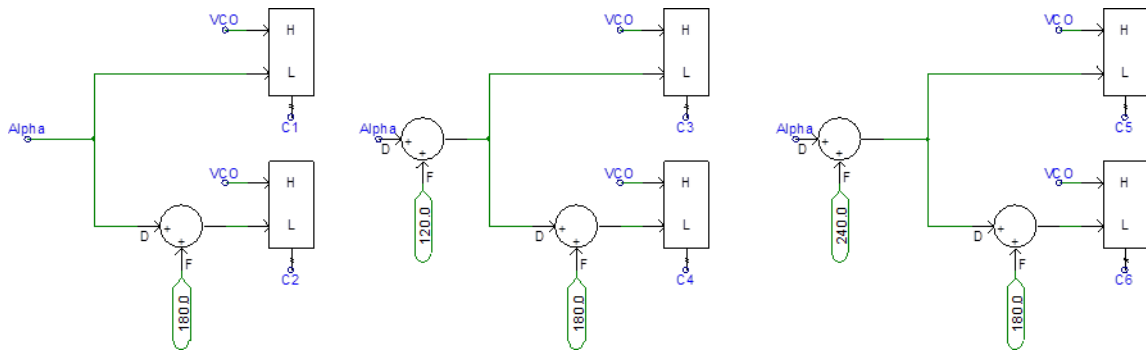 VCO
H
L
C1
Alpha
VCO
H
L
C2
D
+
+
F
180.0
VCO
H
L
C3
Alpha
D
+
+
F
120.0
VCO
H
L
C4
D
+
+
F
180.0
VCO
H
L
C5
Alpha
D
+
+
F
240.0
VCO
H
L
C6
D
+
+
F
180.0